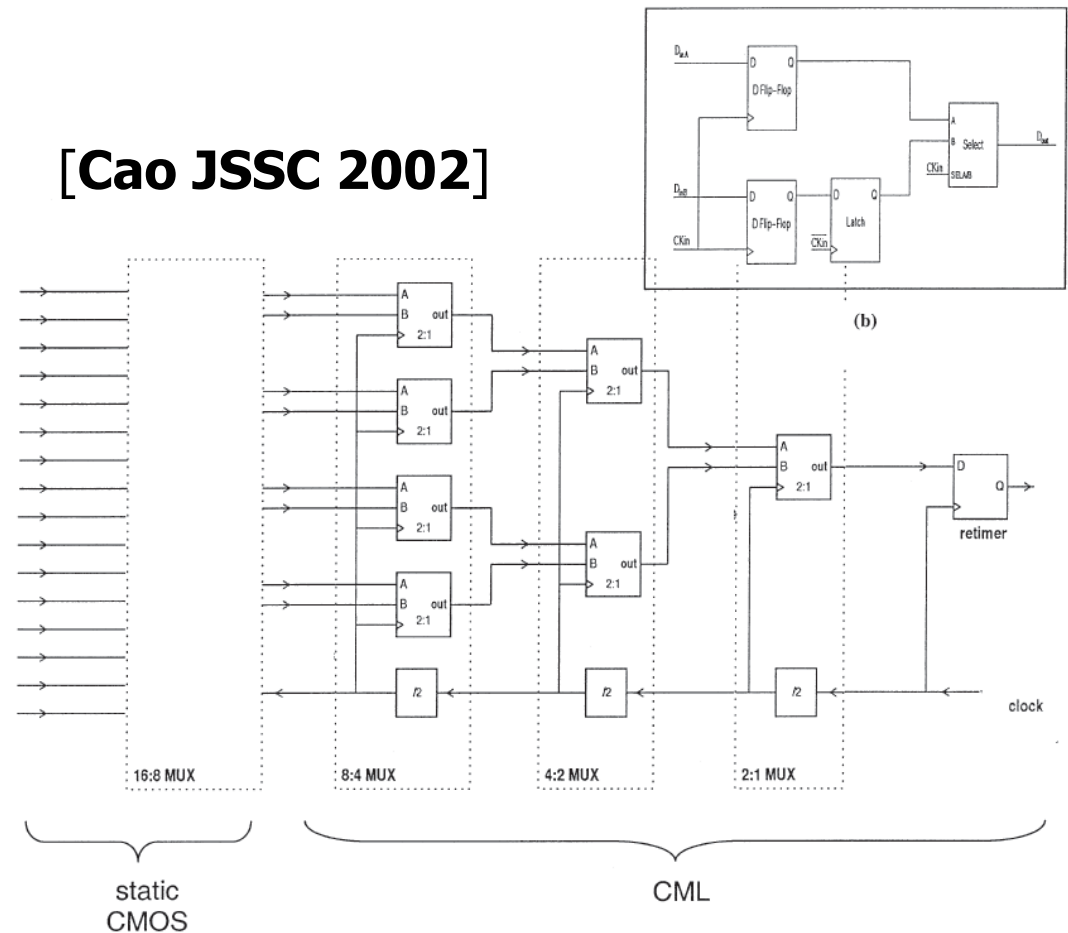 [Cao JSSC 2002]
DinA
D Q
D Flip-Flop
A
B
Select
Dout
CKin
SELA/B
DinB
D Q
D Flip-Flop
D Q
Latch
CKin
CKin
(b)
A
B out
2:1
A
B out
2:1
A
B out
2:1
A
B out
2:1
A
B out
2:1
A
B out
2:1
A
B out
2:1
D
Q
retimer
/2
/2
/2
clock
16:8 MUX
8:4 MUX
4:2 MUX
2:1 MUX
static
CMOS
CML